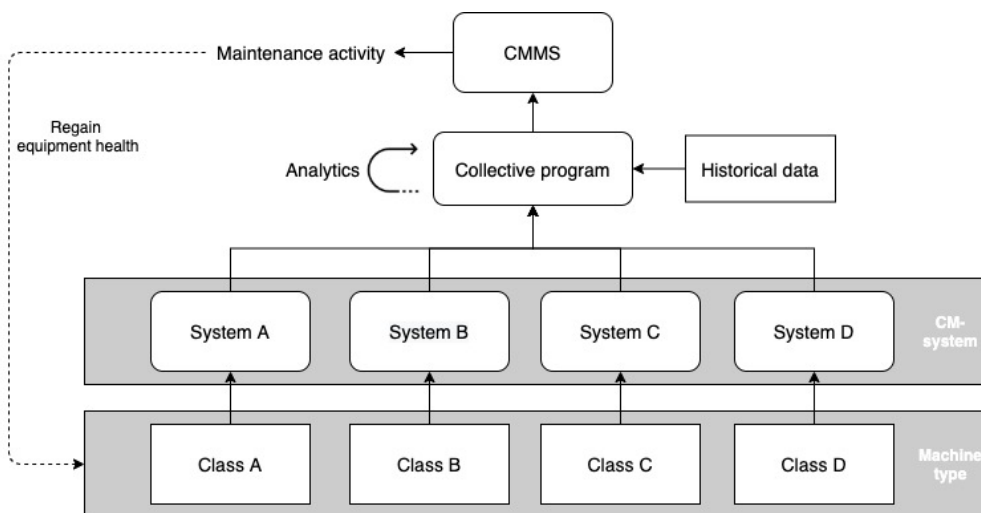 Maintenance activity
CMMS
Regain
equipment health
Analytics
Collective program
Historical data
System A
System B
System C
System D
CM-
system
Class A
Class B
Class C
Class D
Machine
type